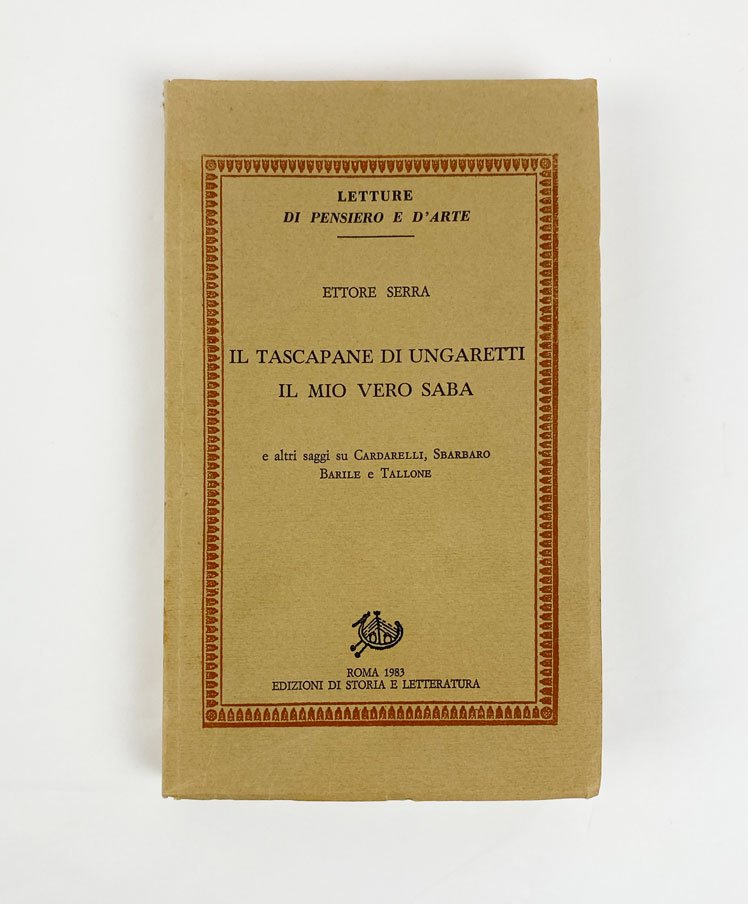 LETTURE
DI PENSIERO E D'ARTE
ETTORE SERRA
IL TASCAPANE DI UNGARETTI
IL MIO VERO SABA
e altri saggi su CARDARELLI, SBARBARO
BARILE e TALLONE
ROMA 1983
EDIZIONI DI STORIA E LETTERATURA